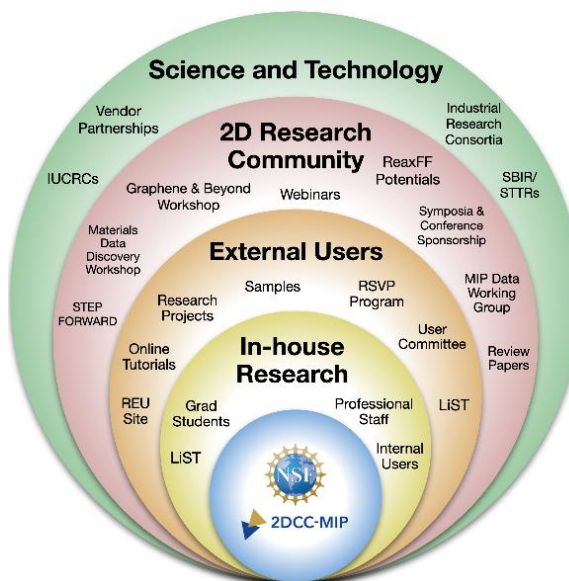 Science and Technology
Vendor
Partnerships
Industrial
Research
Consortia
IUCRCs
SBIR/
STTRs
2D Research
Community
Graphene & Beyond
Workshop
Webinars
ReaxFF
Potentials
Symposia &
Conference
Sponsorship
Materials
Data
Discovery
Workshop
STEP
FORWARD
MIP Data
Working
Group
Review
Papers
External Users
Research
Projects
Samples
RSVP
Program
User
Committee
Online
Tutorials
REU
Site
LiST
In-house
Research
Grad
Students
Professional
Staff
LiST
Internal
Users
NSF
2DCC-MIP